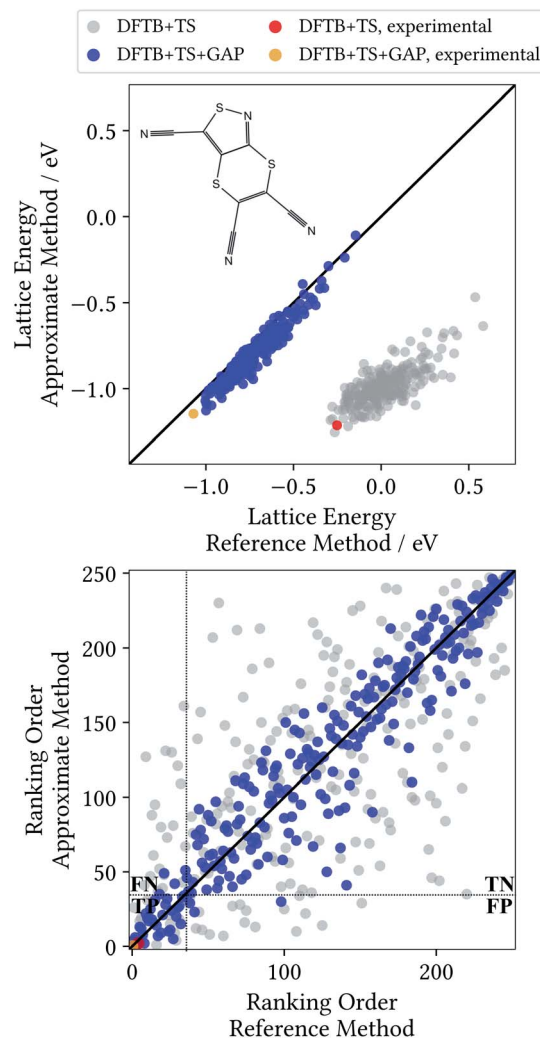 DFTB+TS
DFTB+TS, experimental
DFTB+TS+GAP
DFTB+TS+GAP, experimental
0.5
0.0
−0.5
−1.0
Lattice Energy
Approximate Method / eV
S
N
N
S
S
N
N
−1.0
−0.5
0.0
0.5
Lattice Energy
Reference Method / eV
250
200
150
100
50
0
Ranking Order
Approximate Method
FN
TN
TP
FP
0
100
200
Ranking Order
Reference Method